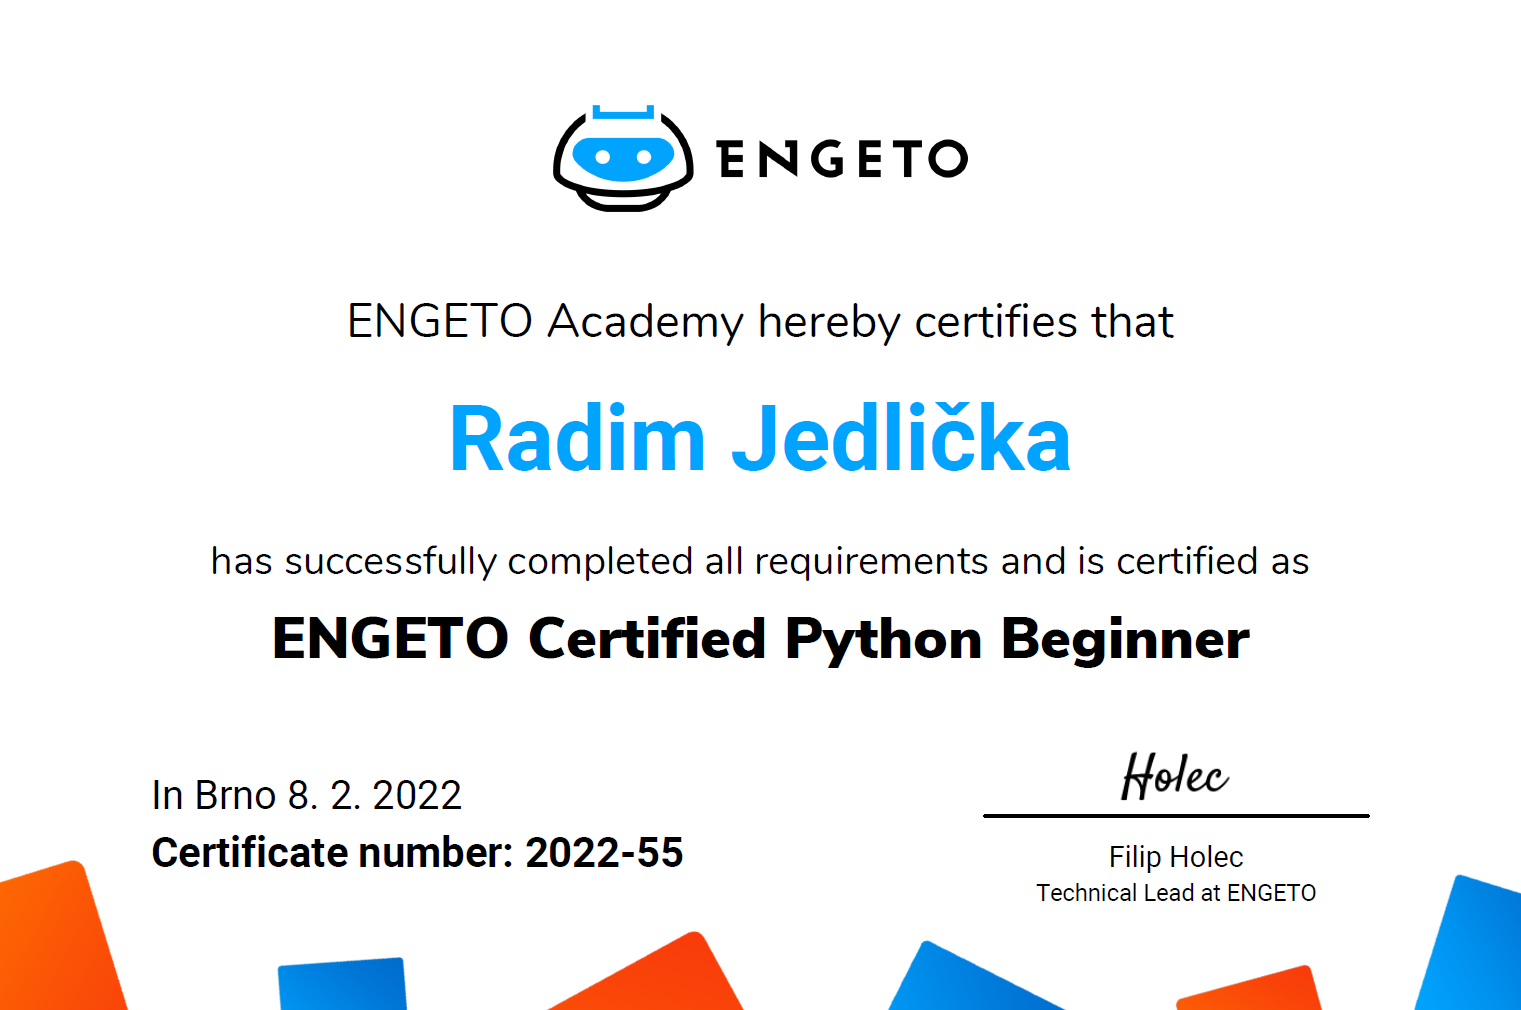 ENGETO
ENGETO Academy hereby certifies that
Radim Jedlička
has successfully completed all requirements and is certified as
ENGETO Certified Python Beginner
In Brno 8. 2. 2022
Certificate number: 2022-55
Holec
Filip Holec
Technical Lead at ENGETO